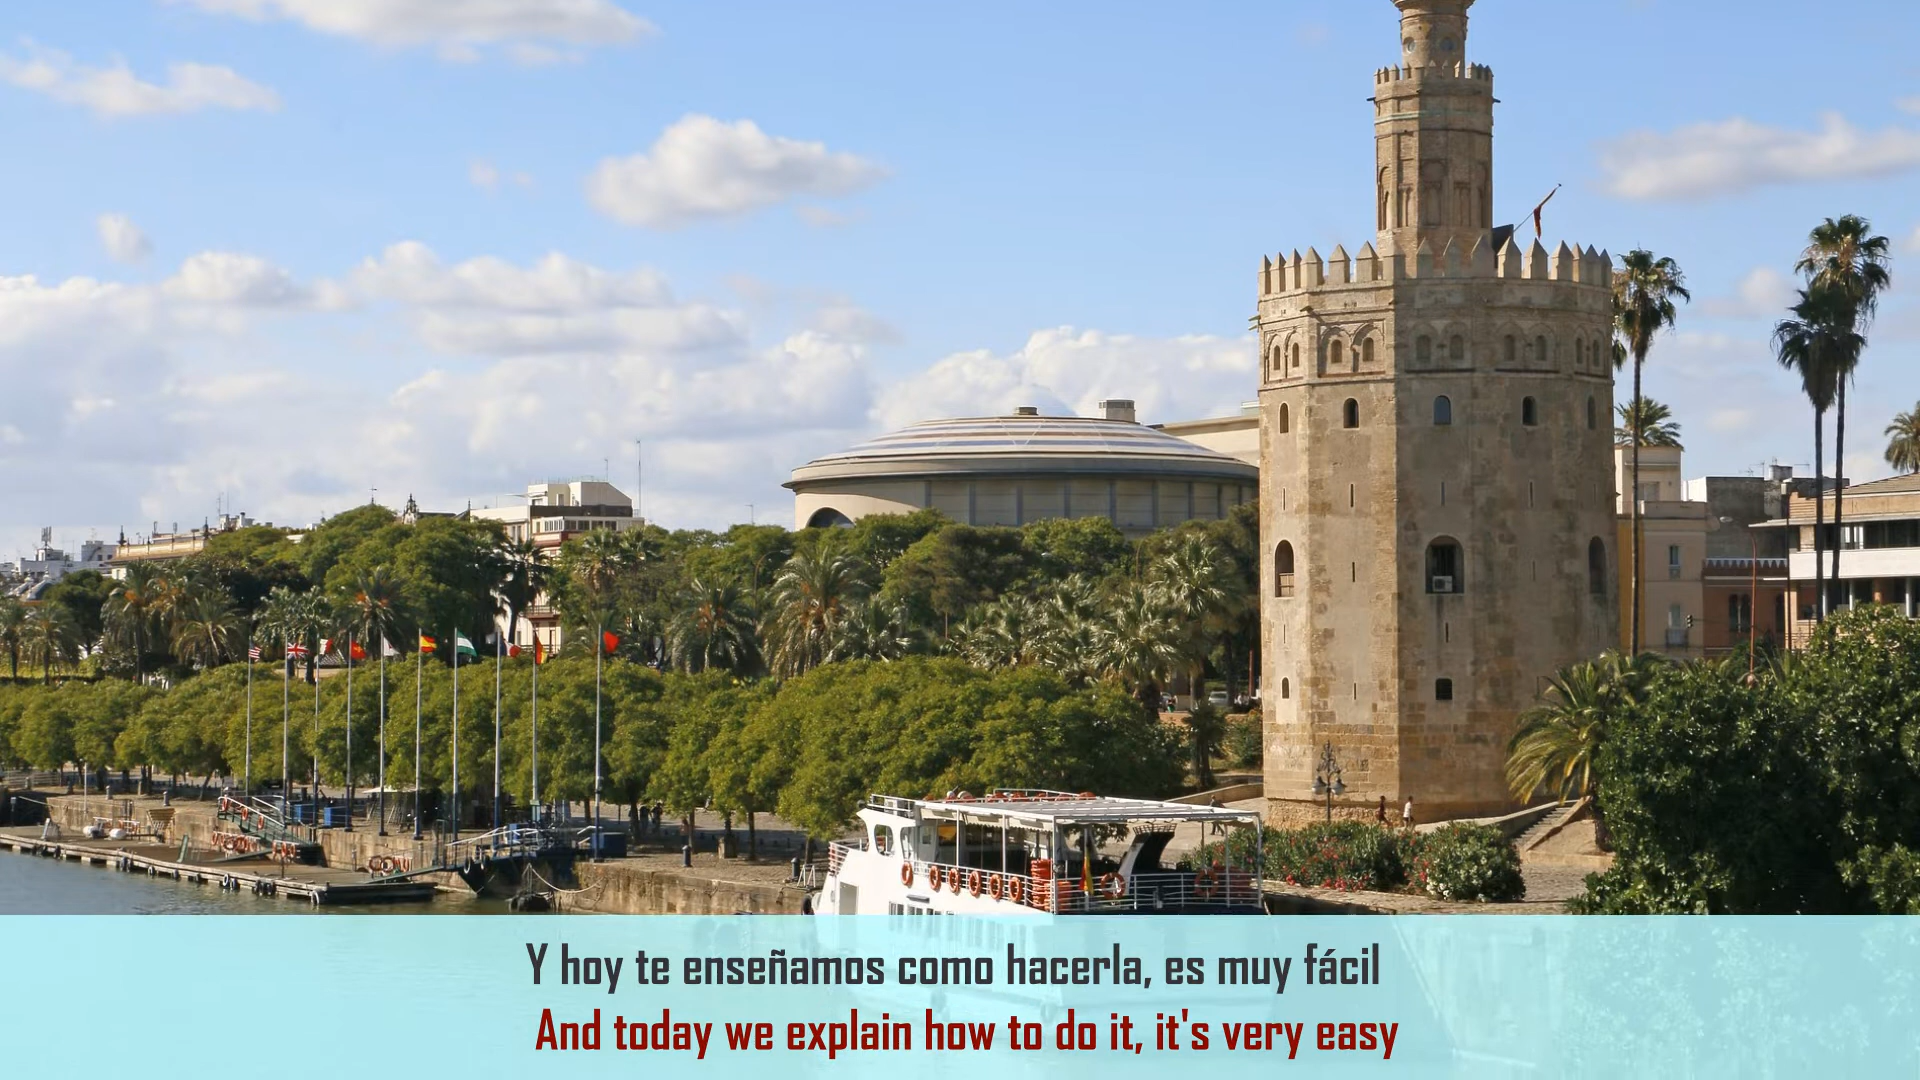 Y hoy te enseñamos como hacerla, es muy fácil
And today we explain how to do it, it's very easy